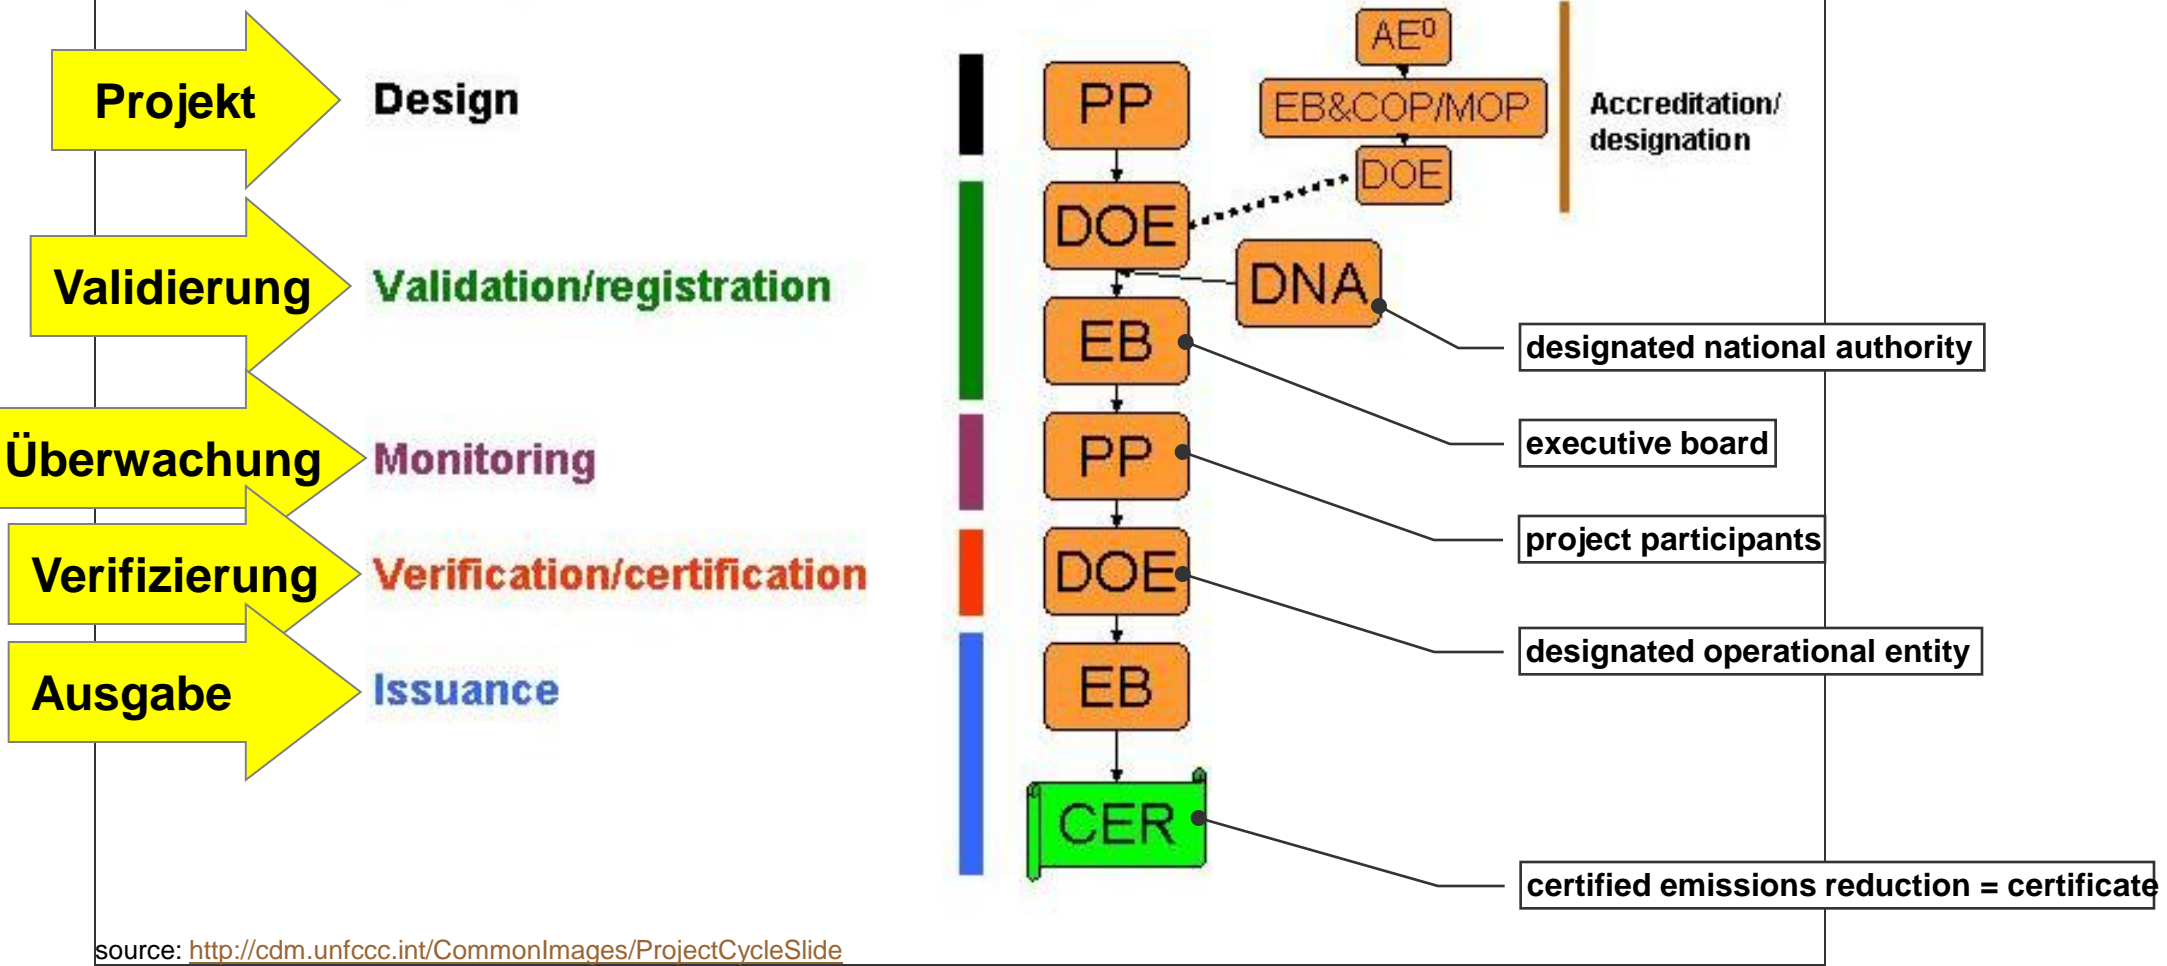 Projekt
Design
PP
AE⁰
EB&COP/MOP
DOE
Accreditation/
designation
DOE
Validierung
Validation/registration
DNA
EB
designated national authority
executive board
Überwachung
Monitoring
PP
project participants
Verifizierung
Verification/certification
DOE
designated operational entity
Ausgabe
Issuance
EB
CER
certified emissions reduction = certificate
source: http://cdm.unfccc.int/CommonImages/ProjectCycleSlide